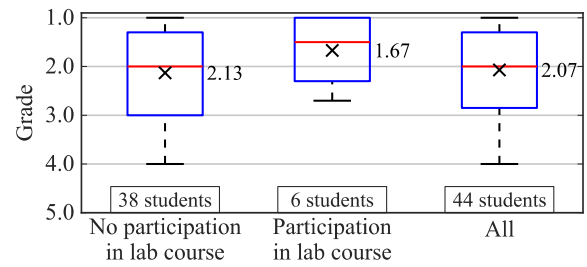 1.0
2.0
3.0
4.0
5.0
Grade
2.13
1.67
2.07
38 students
6 students
44 students
No participation
in lab course
Participation
in lab course
All